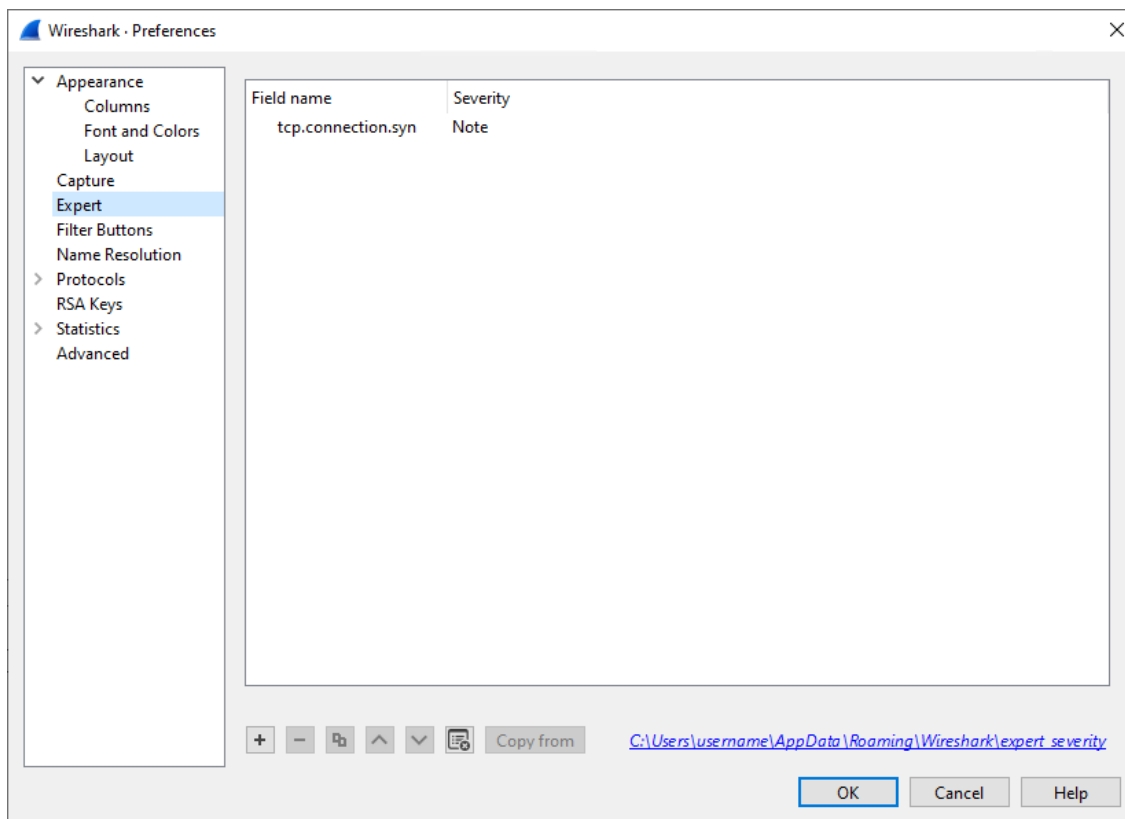 Wireshark · Preferences
Appearance
Columns
Font and Colors
Layout
Capture
Expert
Filter Buttons
Name Resolution
Protocols
RSA Keys
Statistics
Advanced
Field name Severity
tcp.connection.syn Note
Copy from C:\Users\username\AppData\Roaming\Wireshark\expert_severity
OK Cancel Help